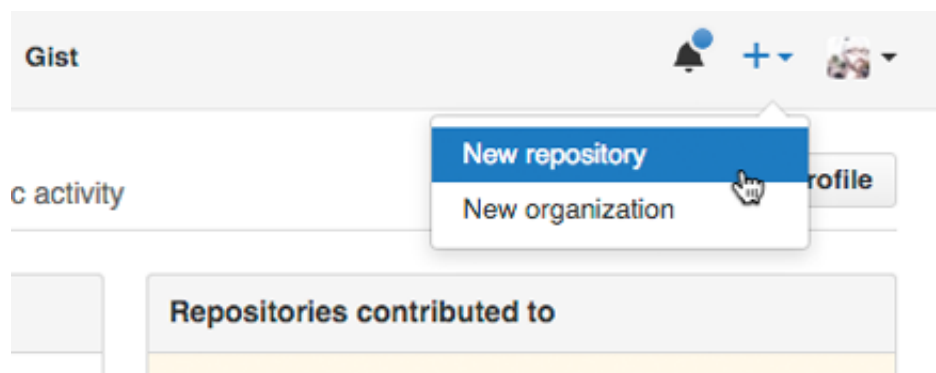 Gist
New repository
c activity
rofile
New organization
Repositories contributed to